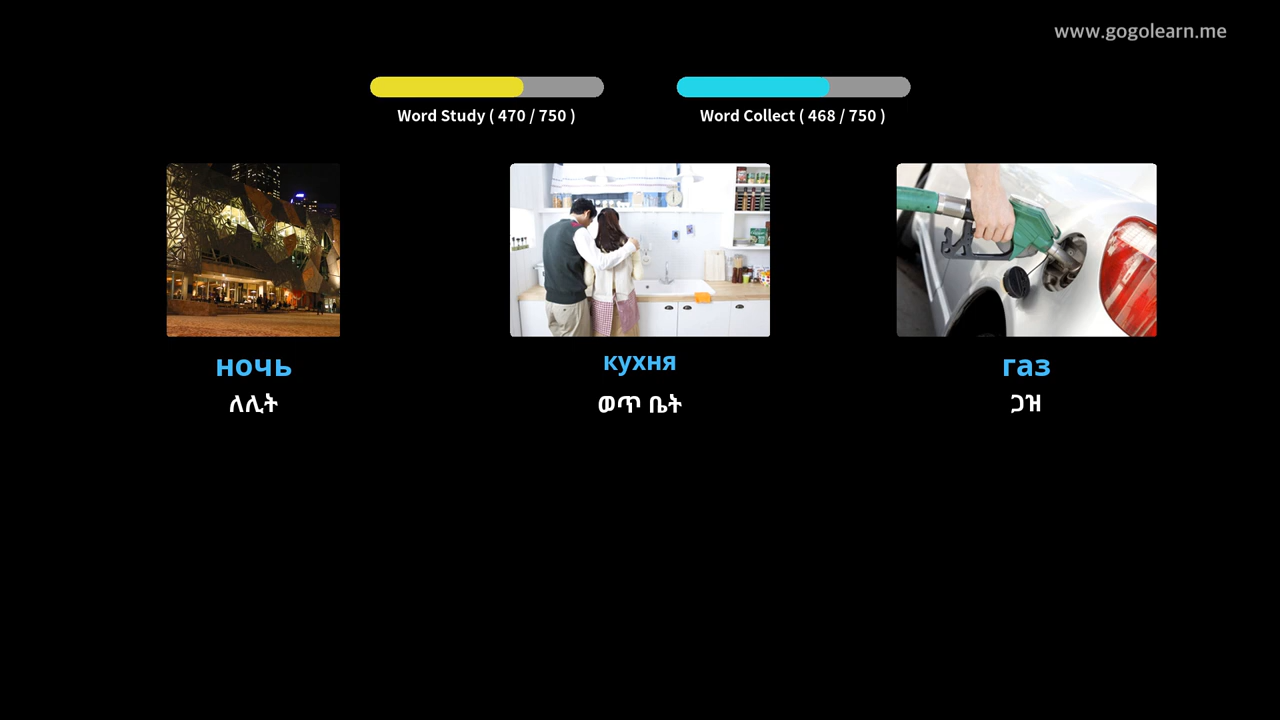 www.gogolearn.me
Word Study ( 470 / 750 )
Word Collect ( 468 / 750 )
ночь
ለሊት
кухня
ወጥ ቤት
газ
ጋዝ